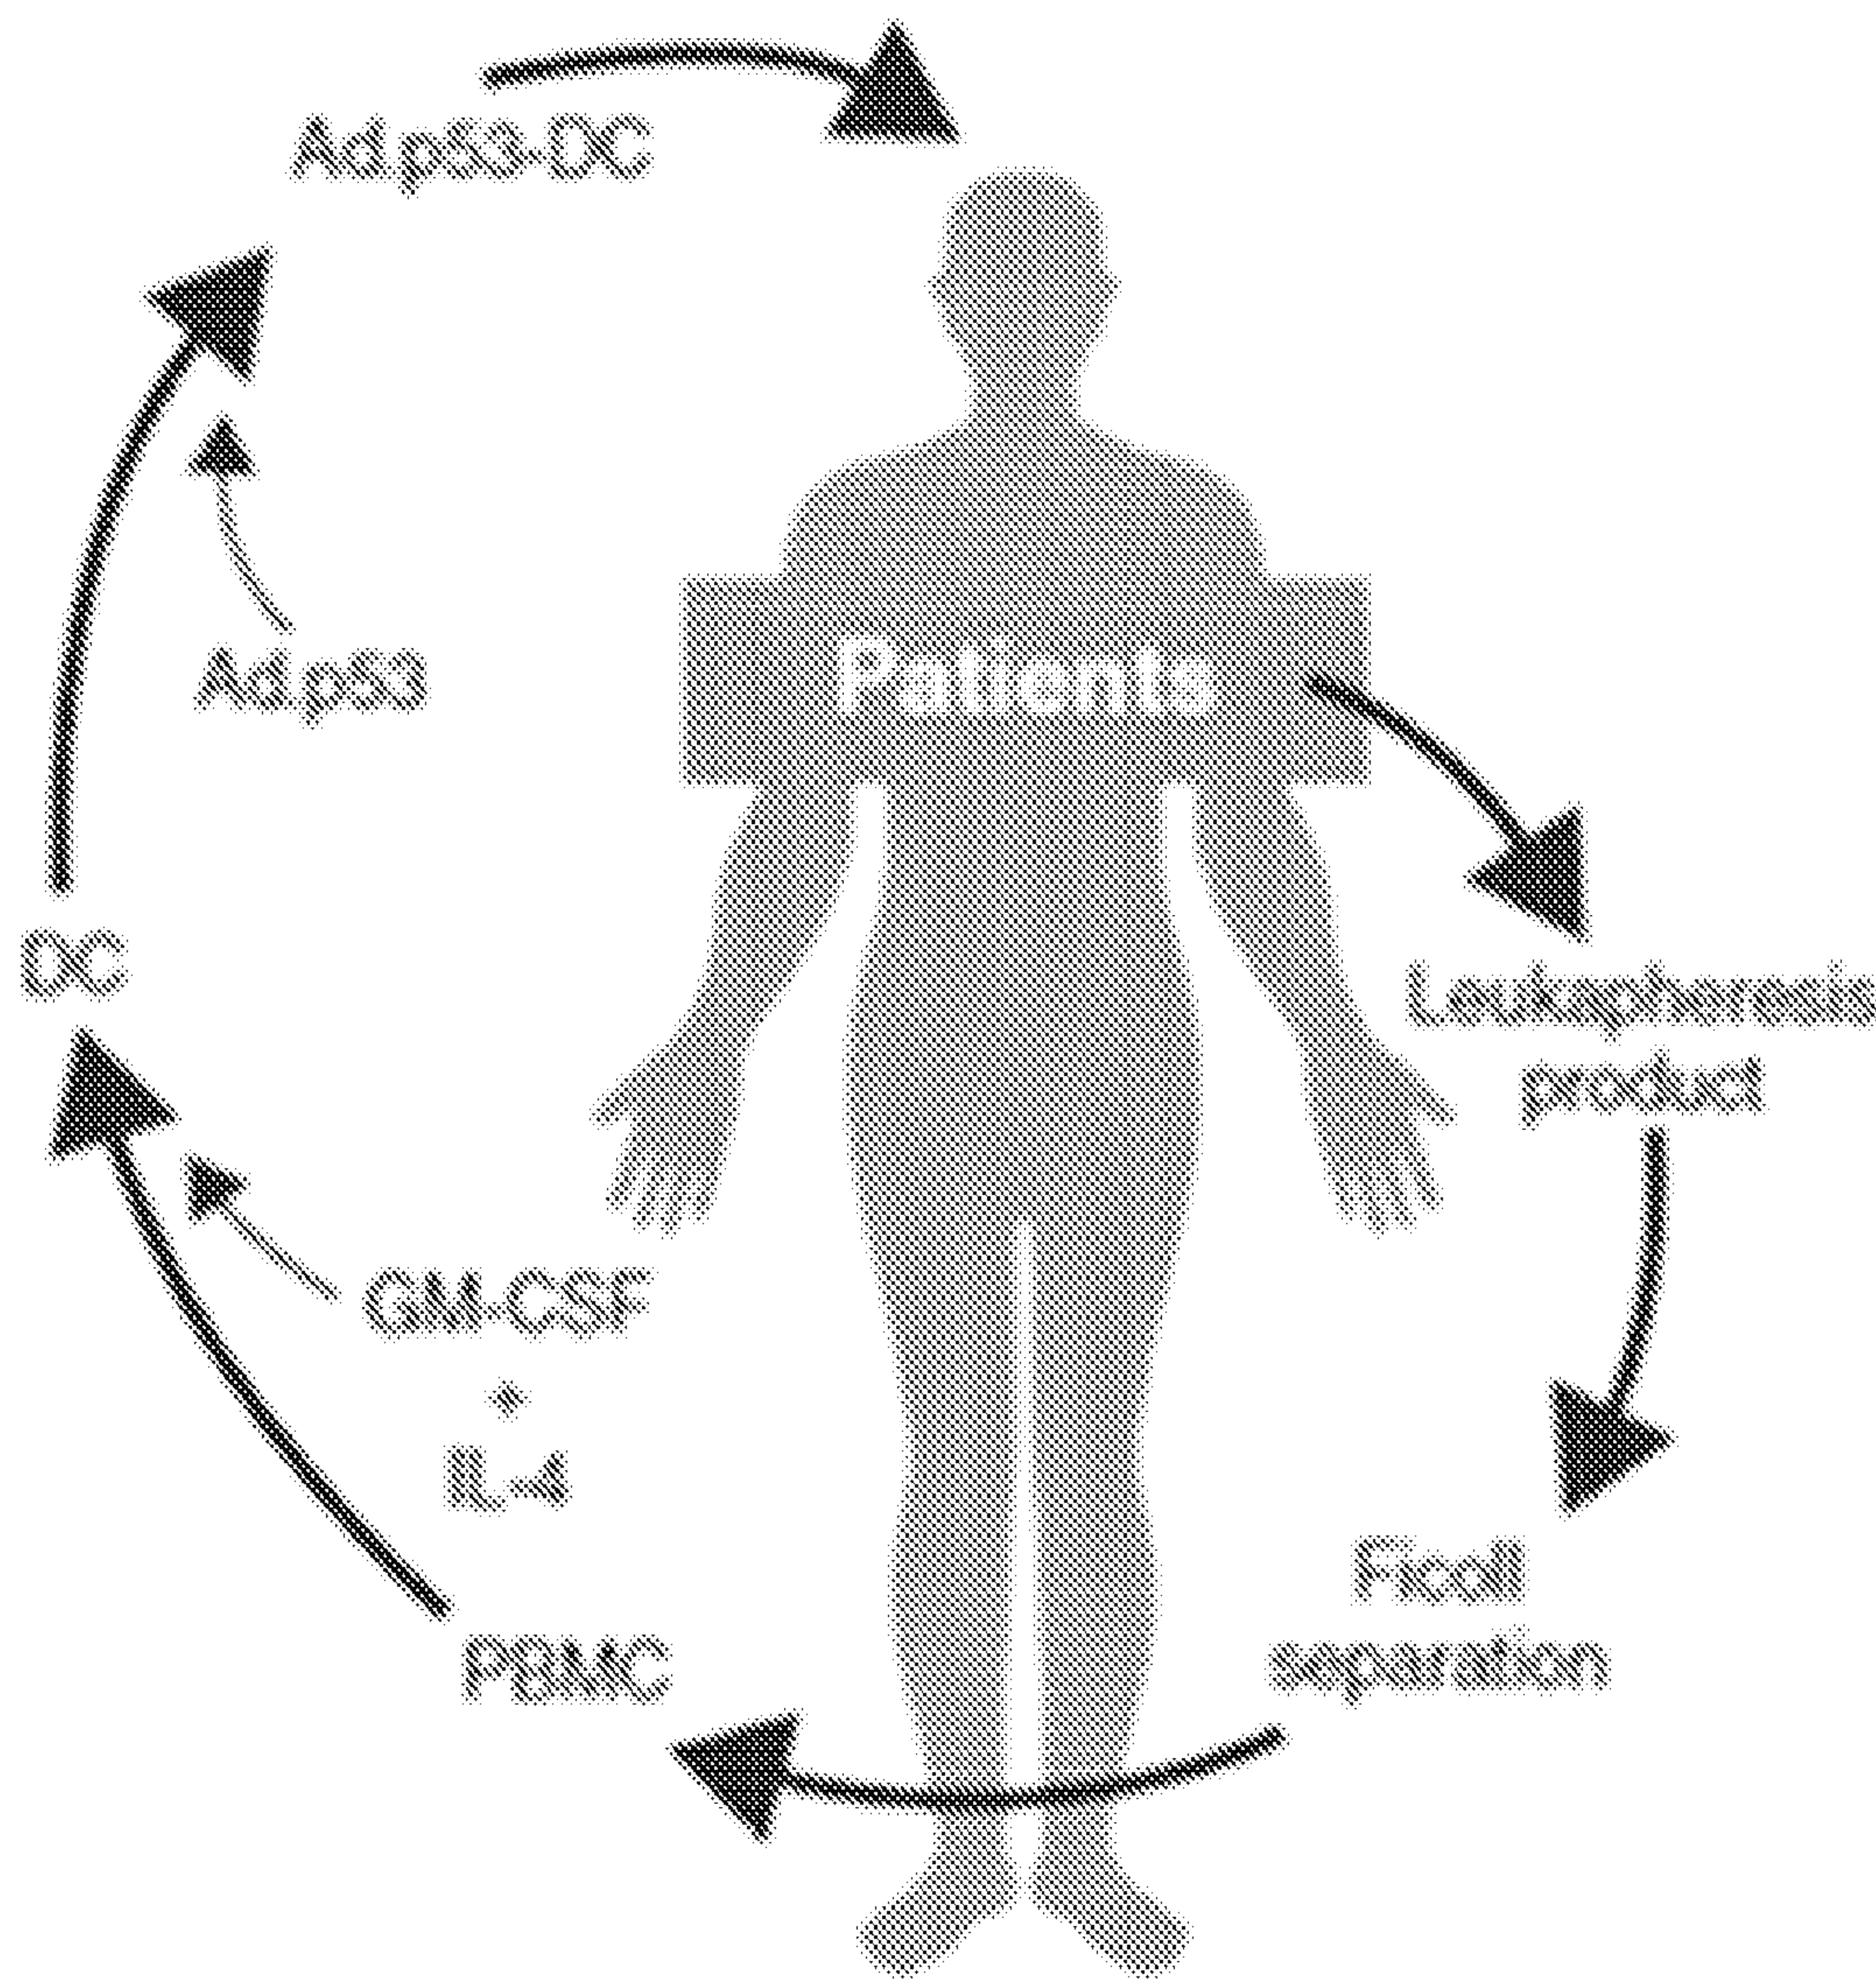 Ad.p53-DC
Ad.p53
Patients
DC
Leukapheresis
product
GM-CSF
+
IL-4
Ficoll
separation
PBMC